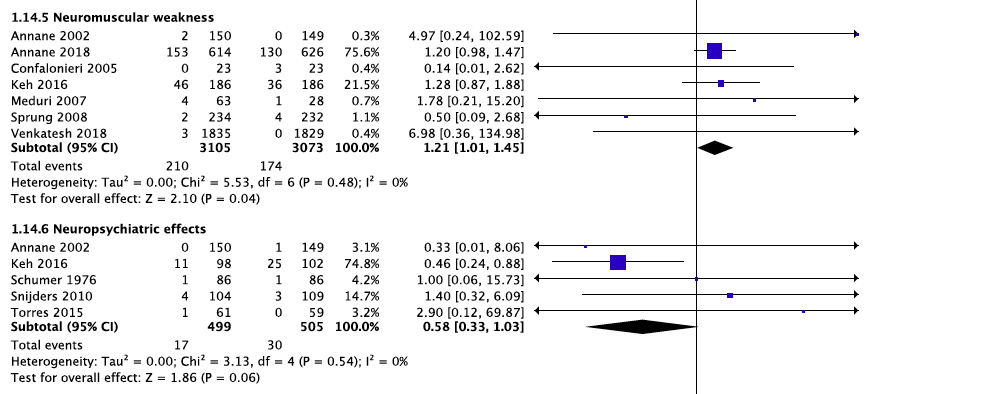 1.14.5 Neuromuscular weakness
Annane 2002 2 150 0 149 0.3% 4.97 [0.24, 102.59]
Annane 2018 153 614 130 626 75.6% 1.20 [0.98, 1.47]
Confalonieri 2005 0 23 3 23 0.4% 0.14 [0.01, 2.62]
Keh 2016 46 186 36 186 21.5% 1.28 [0.87, 1.88]
Meduri 2007 4 63 1 28 0.7% 1.78 [0.21, 15.20]
Sprung 2008 2 234 4 232 1.1% 0.50 [0.09, 2.68]
Venkatesh 2018 3 1835 0 1829 0.4% 6.98 [0.36, 134.98]
Subtotal (95% CI) 3105 3073 100.0% 1.21 [1.01, 1.45]
Total events 210 174
Heterogeneity: Tau² = 0.00; Chi² = 5.53, df = 6 (P = 0.48); I² = 0%
Test for overall effect: Z = 2.10 (P = 0.04)
1.14.6 Neuropsychiatric effects
Annane 2002 0 150 1 149 3.1% 0.33 [0.01, 8.06]
Keh 2016 11 98 25 102 74.8% 0.46 [0.24, 0.88]
Schumer 1976 1 86 1 86 4.2% 1.00 [0.06, 15.73]
Snijders 2010 4 104 3 109 14.7% 1.40 [0.32, 6.09]
Torres 2015 1 61 0 59 3.2% 2.90 [0.12, 69.87]
Subtotal (95% CI) 499 505 100.0% 0.58 [0.33, 1.03]
Total events 17 30
Heterogeneity: Tau² = 0.00; Chi² = 3.13, df = 4 (P = 0.54); I² = 0%
Test for overall effect: Z = 1.86 (P = 0.06)